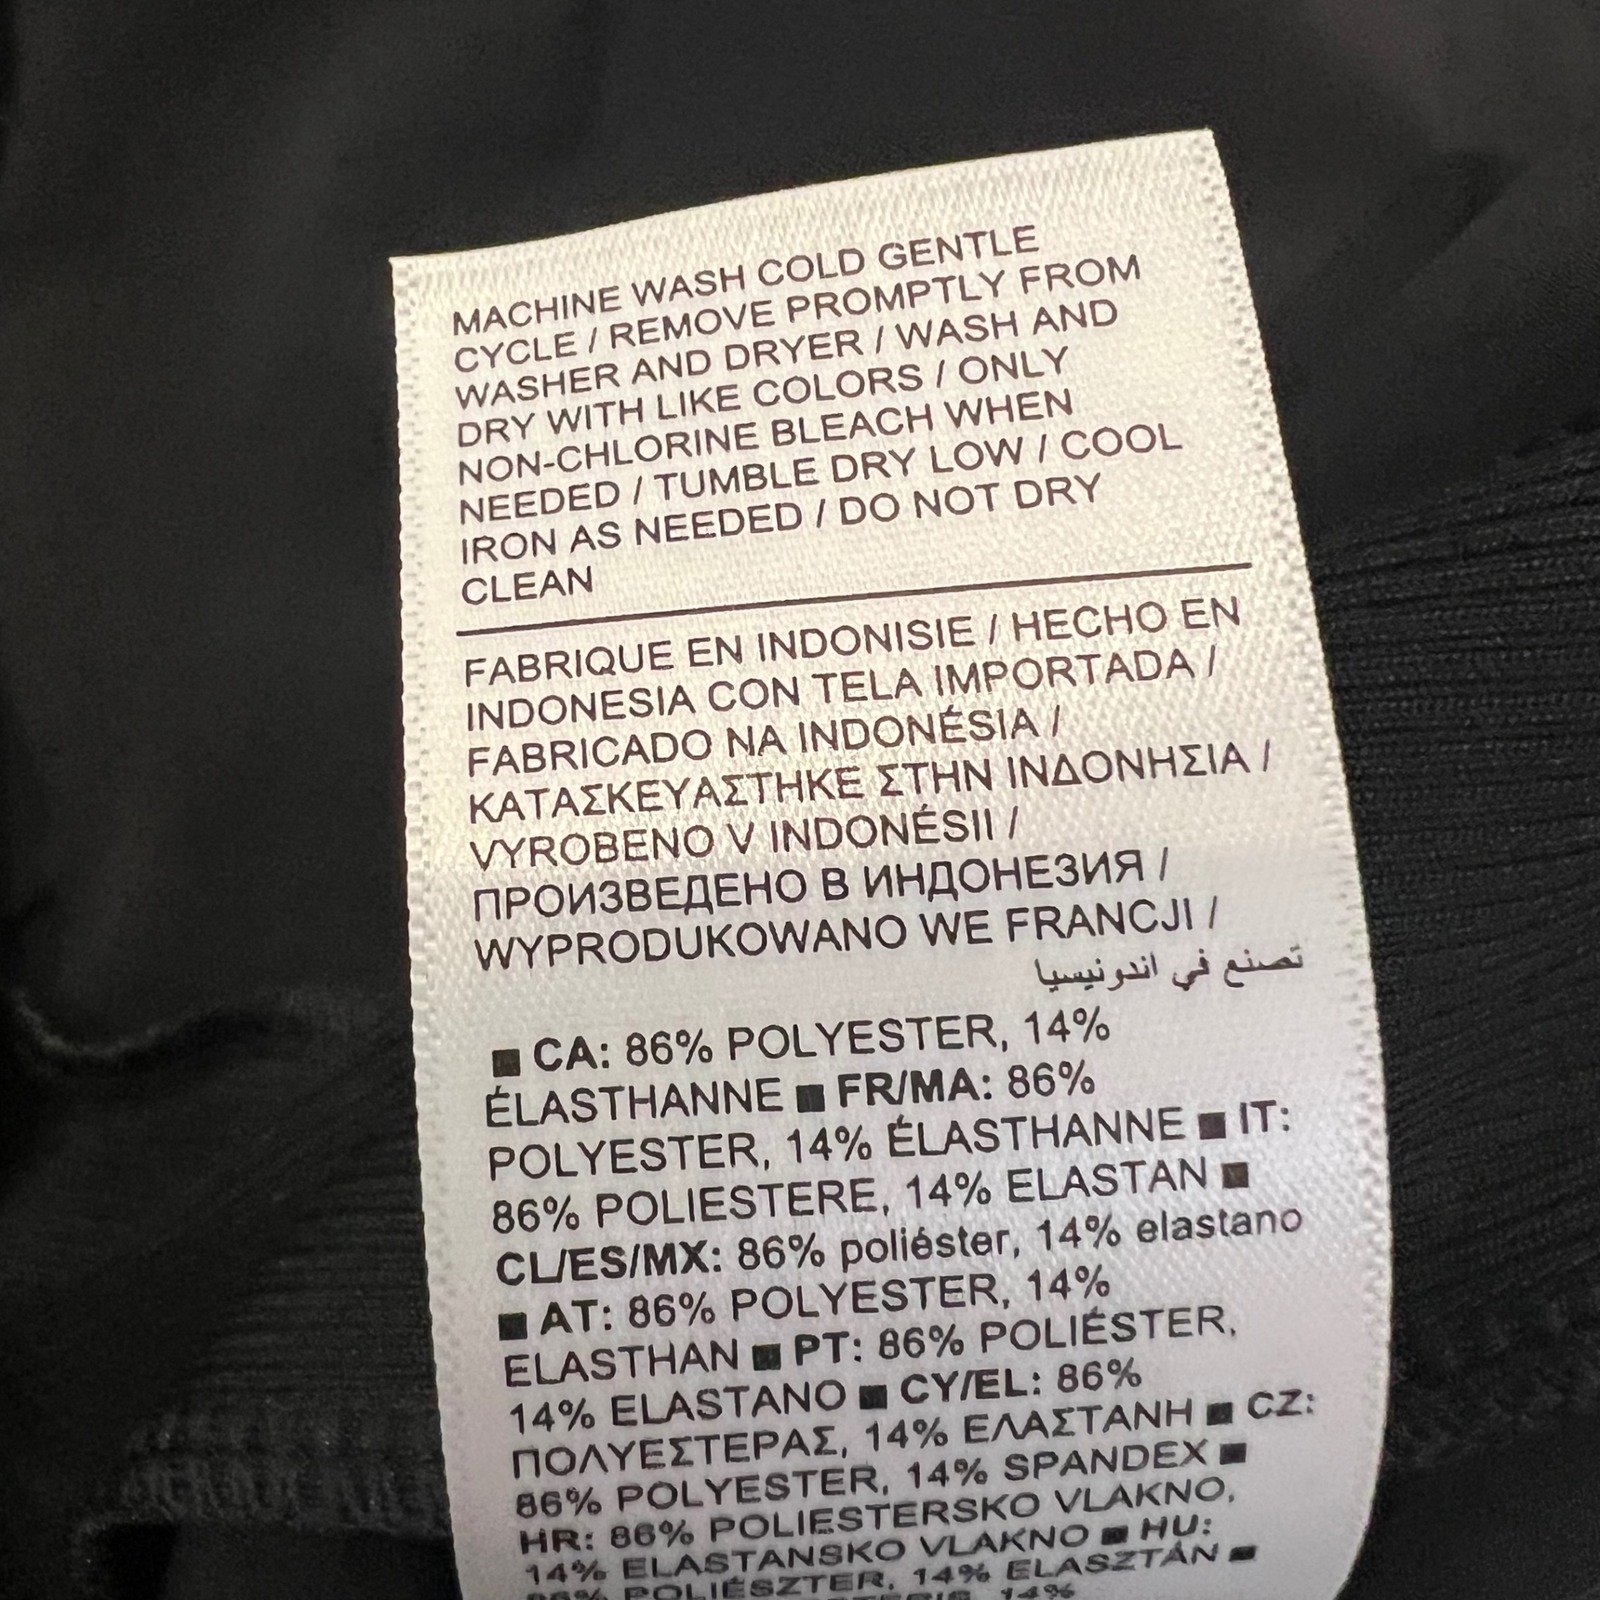 MACHINE WASH COLD GENTLE
CYCLE / REMOVE PROMPTLY FROM
WASHER AND DRYER / WASH AND
DRY WITH LIKE COLORS / ONLY
NON-CHLORINE BLEACH WHEN
NEEDED / TUMBLE DRY LOW / COOL
IRON AS NEEDED / DO NOT DRY
CLEAN
FABRIQUE EN INDONISIE / HECHO EN
INDONESIA CON TELA IMPORTADA /
FABRICADO NA INDONÉSIA /
ΚΑΤΑΣΚΕΥΑΣΤΗΚΕ ΣΤΗΝ ΙΝΔΟΝΗΣΙΑ /
VYROBENO V INDONÉSII /
ПРОИЗВЕДЕНО В ИНДОНЕЗИЯ /
WYPRODUKOWANO WE FRANCJI /
تصنع في اندونيسيا
■ CA: 86% POLYESTER, 14%
ÉLASTHANNE ■ FR/MA: 86%
POLYESTER, 14% ÉLASTHANNE ■ IT:
86% POLIESTERE, 14% ELASTAN ■
CL/ES/MX: 86% poliéster, 14% elastano
■ AT: 86% POLYESTER, 14%
ELASTHAN ■ PT: 86% POLIÉSTER,
14% ELASTANO ■ CY/EL: 86%
ΠΟΛΥΕΣΤΕΡΑΣ, 14% ΕΛΑΣΤΑΝΗ ■ CZ:
86% POLYESTER, 14% SPANDEX ■
HR: 86% POLIESTERSKO VLAKNO,
14% ELASTANSKO VLAKNO ■ HU:
86% POLIÉSZTER, 14% ELASZTÁN ■
14%